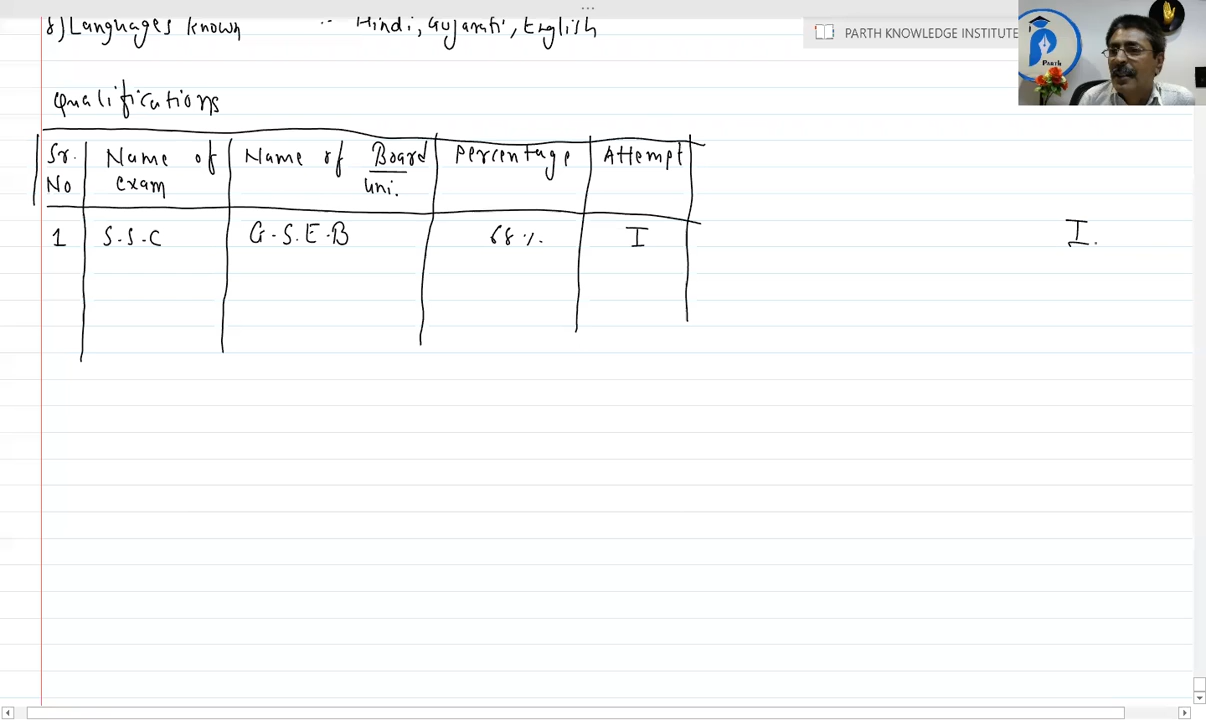 8) Languages known :- Hindi, Gujarati, English
PARTH KNOWLEDGE INSTITUTE
Parth
Qualifications
Sr. No Name of exam Name of Board Uni. Percentage Attempt
1 S.S.C G.S.E.B 68% I
I.